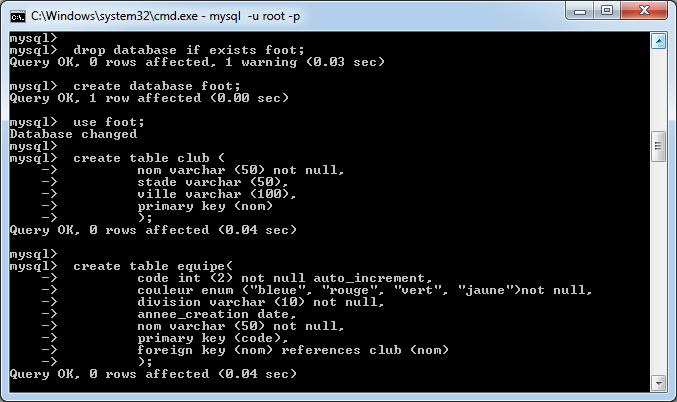 C:\Windows\system32\cmd.exe - mysql  -u root -p
mysql>
mysql>  drop database if exists foot;
Query OK, 0 rows affected, 1 warning (0.03 sec)
mysql>  create database foot;
Query OK, 1 row affected (0.00 sec)
mysql>  use foot;
Database changed
mysql>
mysql>  create table club (
    ->          nom varchar (50) not null,
    ->          stade varchar (50),
    ->          ville varchar (100),
    ->          primary key (nom)
    ->          );
Query OK, 0 rows affected (0.04 sec)
mysql>
mysql>  create table equipe(
    ->          code int (2) not null auto_increment,
    ->          couleur enum ("bleue", "rouge", "vert", "jaune")not null,
    ->          division varchar (10) not null,
    ->          annee_creation date,
    ->          nom varchar (50) not null,
    ->          primary key (code),
    ->          foreign key (nom) references club (nom)
    ->          );
Query OK, 0 rows affected (0.04 sec)